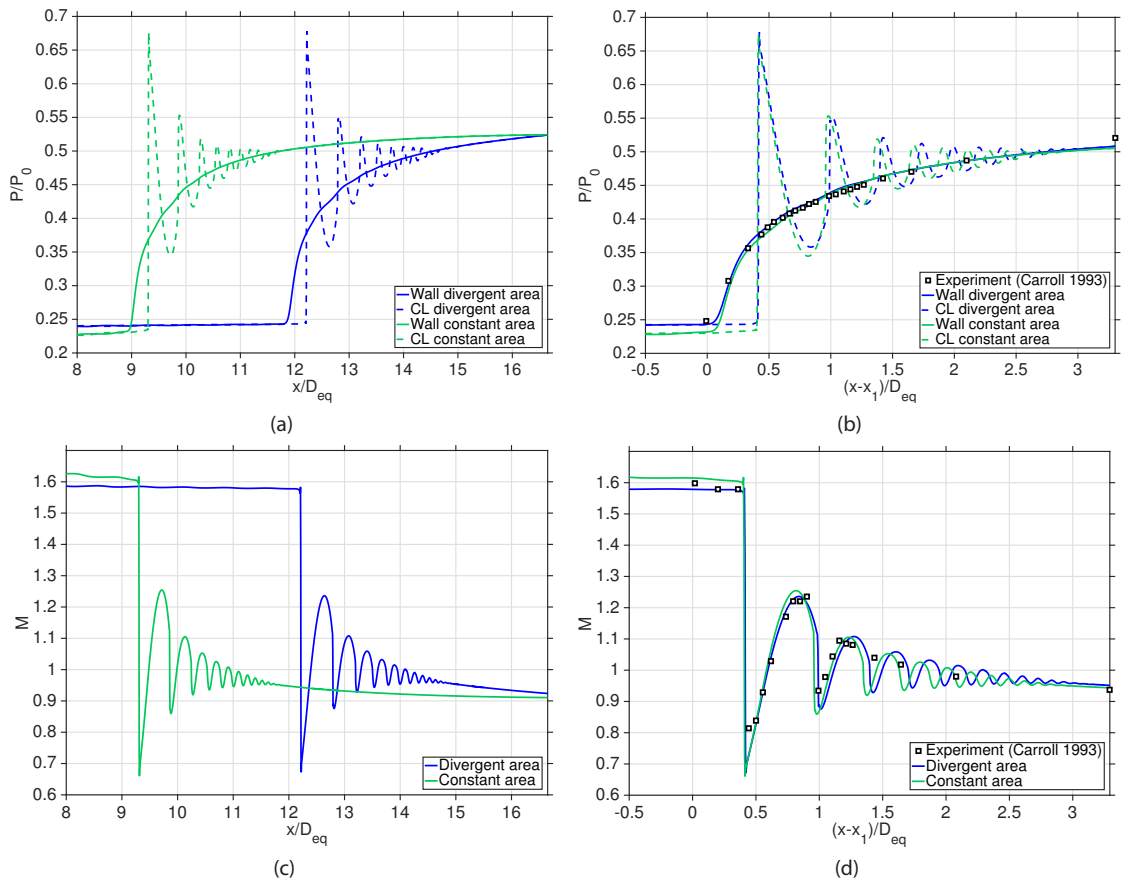 0.7
0.65
0.6
0.55
0.5
0.45
0.4
0.35
0.3
0.25
0.2
P/P0
8 9 10 11 12 13 14 15 16
x/Deq
Wall divergent area
CL divergent area
Wall constant area
CL constant area
(a)
0.7
0.65
0.6
0.55
0.5
0.45
0.4
0.35
0.3
0.25
0.2
P/P0
-0.5 0 0.5 1 1.5 2 2.5 3
(x-x1)/Deq
Experiment (Carroll 1993)
Wall divergent area
CL divergent area
Wall constant area
CL constant area
(b)
1.6
1.5
1.4
1.3
1.2
1.1
1
0.9
0.8
0.7
0.6
M
8 9 10 11 12 13 14 15 16
x/Deq
Divergent area
Constant area
(c)
1.6
1.5
1.4
1.3
1.2
1.1
1
0.9
0.8
0.7
0.6
M
-0.5 0 0.5 1 1.5 2 2.5 3
(x-x1)/Deq
Experiment (Carroll 1993)
Divergent area
Constant area
(d)